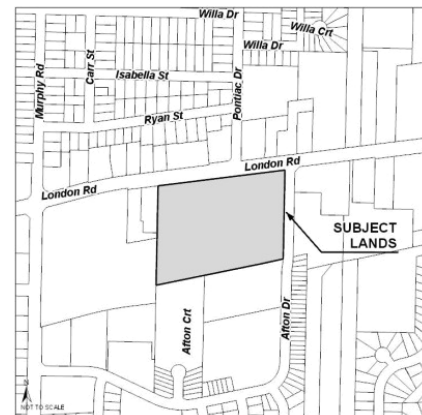 Willa Dr
Willa Crt
Willa Dr
Murphy Rd
Carr St
Isabella St
Pontiac Dr
Ryan St
London Rd
London Rd
SUBJECT
LANDS
Afton Crt
Afton Dr
N
NOT TO SCALE